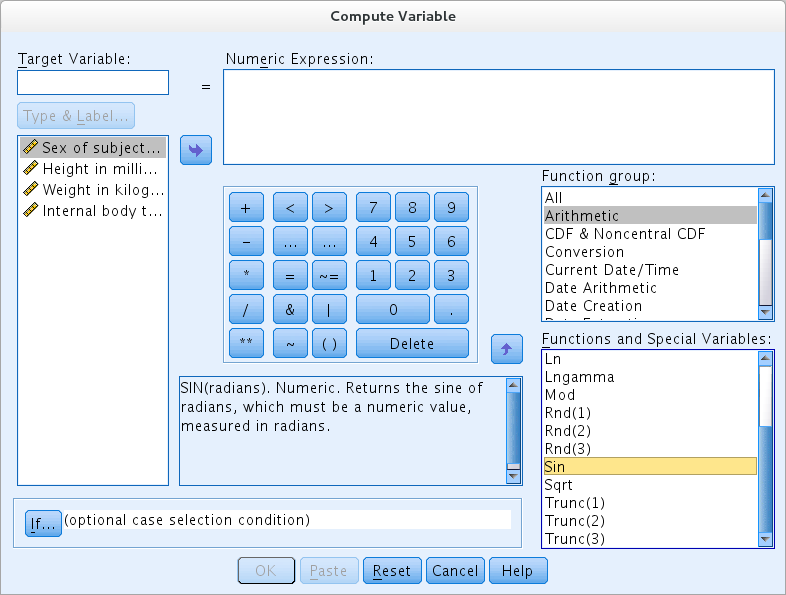 Compute Variable
Target Variable:
Numeric Expression:
=
Type & Label...
Sex of subject...
Height in milli...
Weight in kilog...
Internal body t...
+ < > 7 8 9
- ... ... 4 5 6
* = ~= 1 2 3
/ & | 0 .
** ~ ( ) Delete
Function group:
All
Arithmetic
CDF & Noncentral CDF
Conversion
Current Date/Time
Date Arithmetic
Date Creation
Functions and Special Variables:
Ln
Lngamma
Mod
Rnd(1)
Rnd(2)
Rnd(3)
Sin
Sqrt
Trunc(1)
Trunc(2)
Trunc(3)
SIN(radians). Numeric. Returns the sine of
radians, which must be a numeric value,
measured in radians.
If... (optional case selection condition)
OK Paste Reset Cancel Help